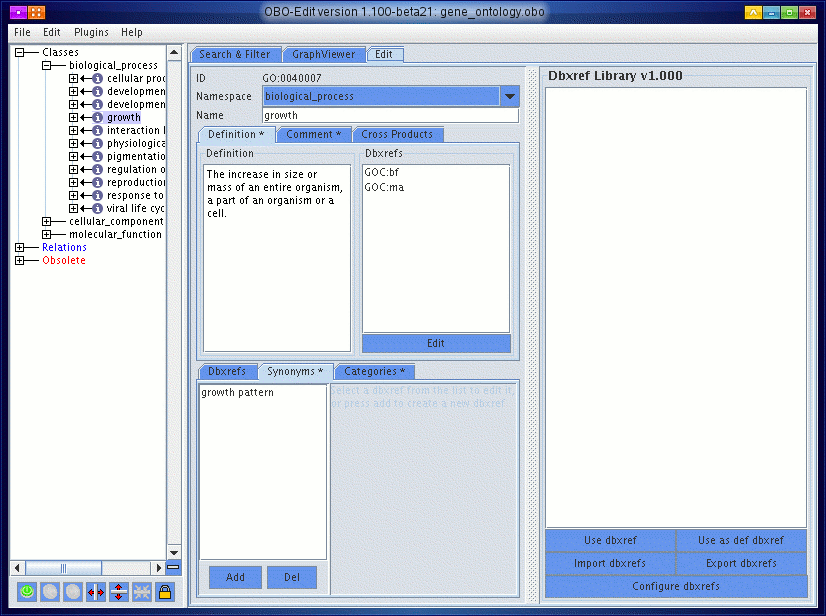 OBO-Edit version 1.100-beta21: gene_ontology.obo
File Edit Plugins Help
Classes
biological_process
cellular proc
developmen
developmen
growth
interaction
physiologica
pigmentatio
regulation o
reproduction
response to
viral life cyc
cellular_component
molecular_function
Relations
Obsolete
Search & Filter GraphViewer Edit
ID GO:0040007
Namespace biological_process
Name growth
Definition * Comment * Cross Products
Definition
The increase in size or
mass of an entire organism,
a part of an organism or a
cell.
Dbxrefs
GOC:bf
GOC:ma
Edit
Dbxrefs Synonyms * Categories *
growth pattern
Select a dbxref from the list to edit it,
or press add to create a new dbxref
Add Del
Dbxref Library v1.000
Use dbxref Use as def dbxref
Import dbxrefs Export dbxrefs
Configure dbxrefs